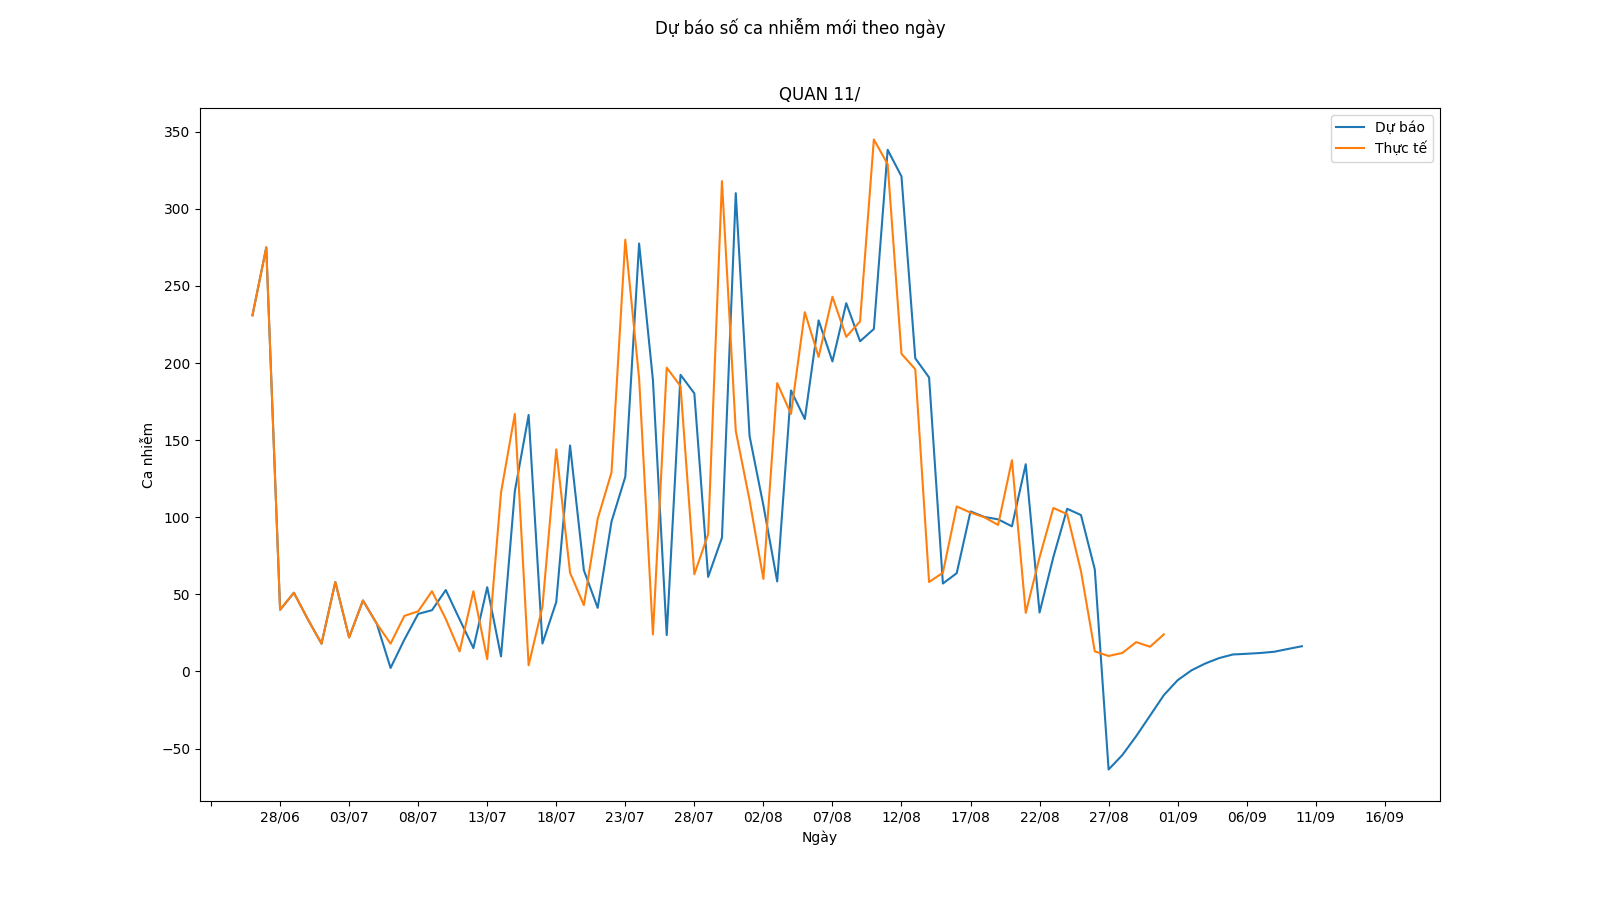 Dự báo số ca nhiễm mới theo ngày
QUAN 11/
Dự báo
Thực tế
350
300
250
200
150
100
50
0
−50
Ca nhiễm
28/06 03/07 08/07 13/07 18/07 23/07 28/07 02/08 07/08 12/08 17/08 22/08 27/08 01/09 06/09 11/09 16/09
Ngày